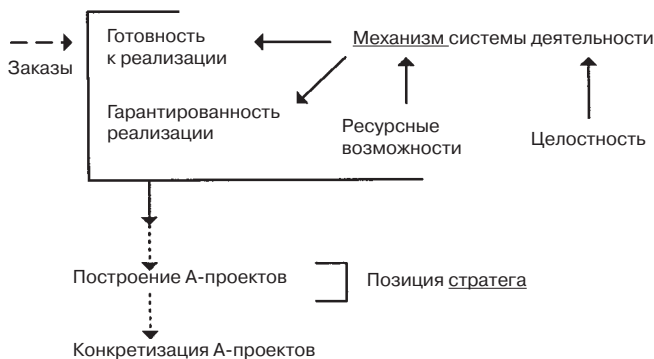 Готовность
к реализации
Механизм системы деятельности
Заказы
Гарантированность
реализации
Ресурсные
возможности
Целостность
Построение А-проектов
Позиция стратега
Конкретизация А-проектов